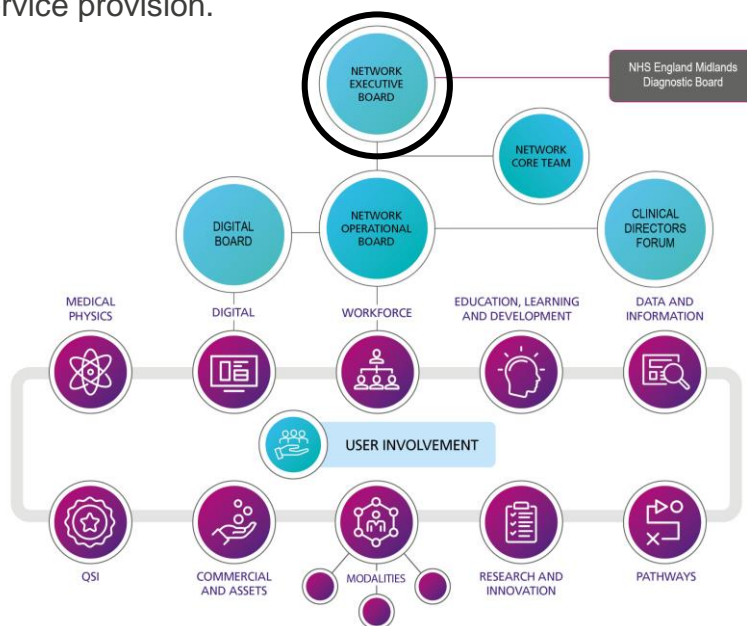 ervice provision.
NETWORK
EXECUTIVE
BOARD
NHS England Midlands
Diagnostic Board
NETWORK
CORE TEAM
DIGITAL
BOARD
NETWORK
OPERATIONAL
BOARD
CLINICAL
DIRECTORS
FORUM
MEDICAL
PHYSICS
DIGITAL
WORKFORCE
EDUCATION, LEARNING
AND DEVELOPMENT
DATA AND
INFORMATION
USER INVOLVEMENT
QSI
COMMERCIAL
AND ASSETS
MODALITIES
RESEARCH AND
INNOVATION
PATHWAYS